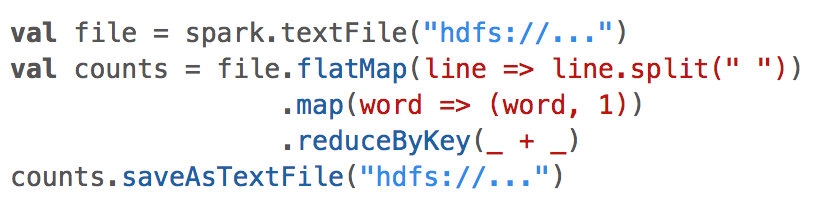 val file = spark.textFile("hdfs://...")
val counts = file.flatMap(line => line.split(" "))
                 .map(word => (word, 1))
                 .reduceByKey(_ + _)
counts.saveAsTextFile("hdfs://...")